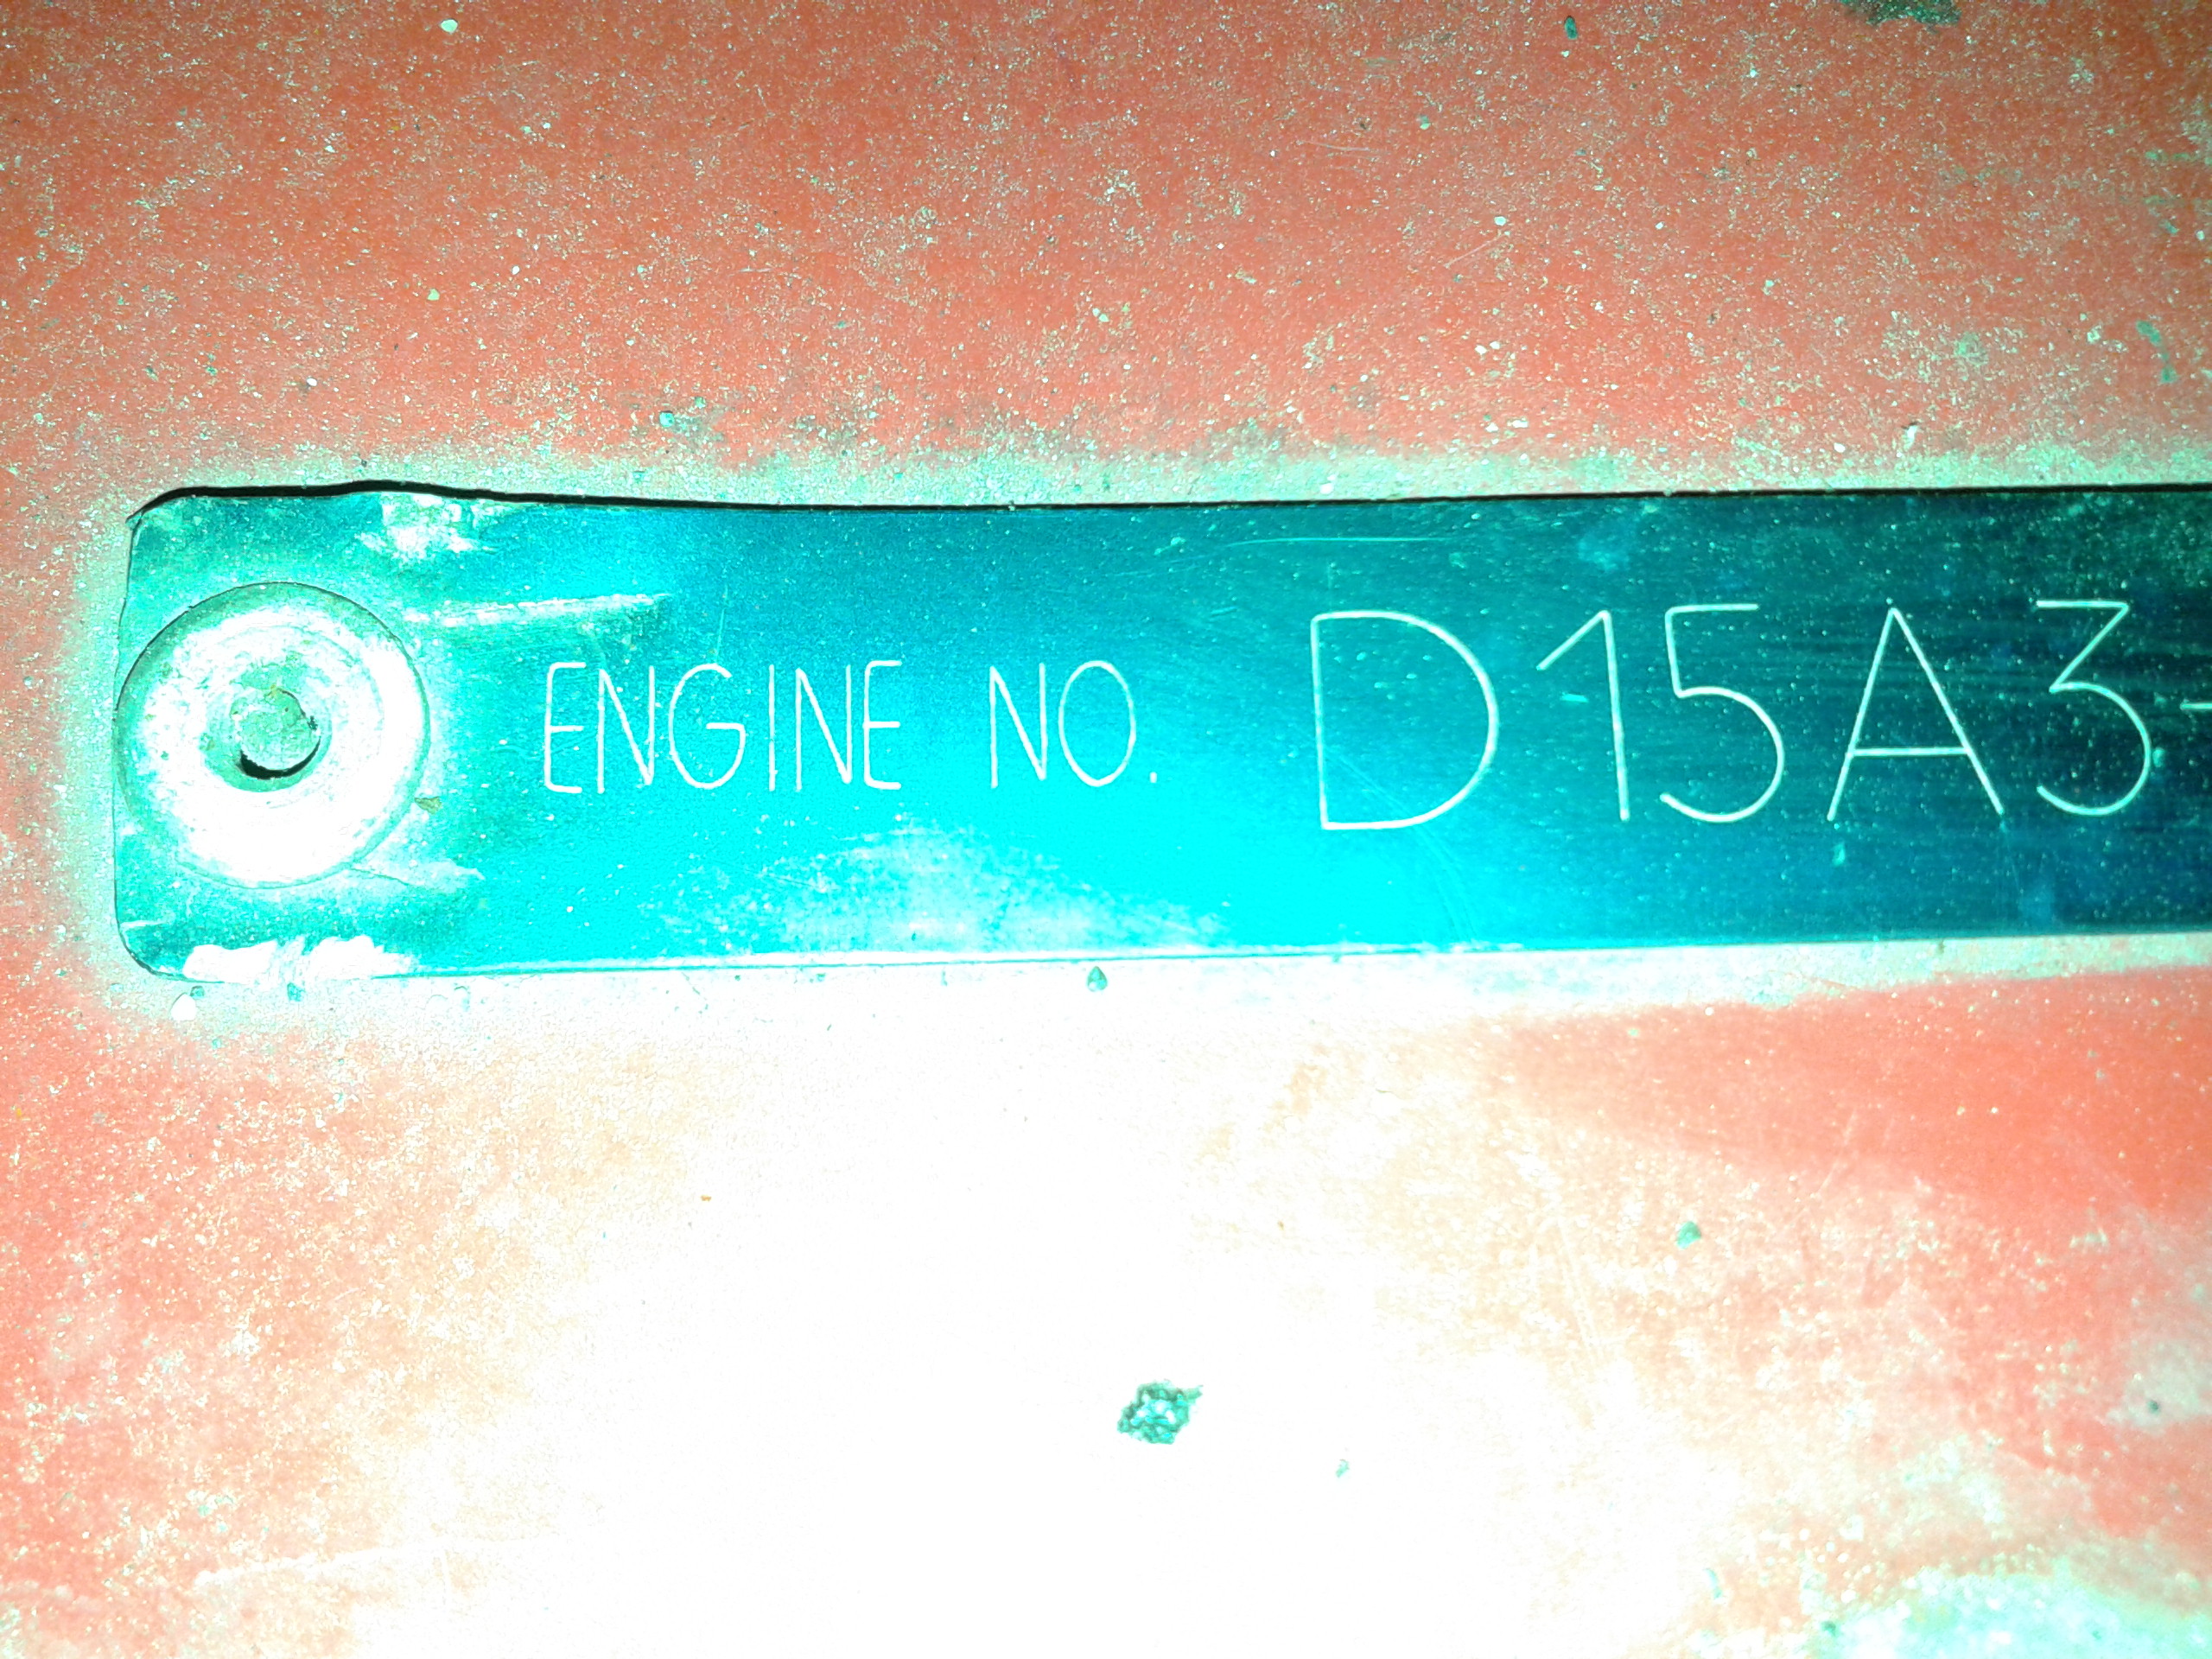 ENGINE NO. D15A3-